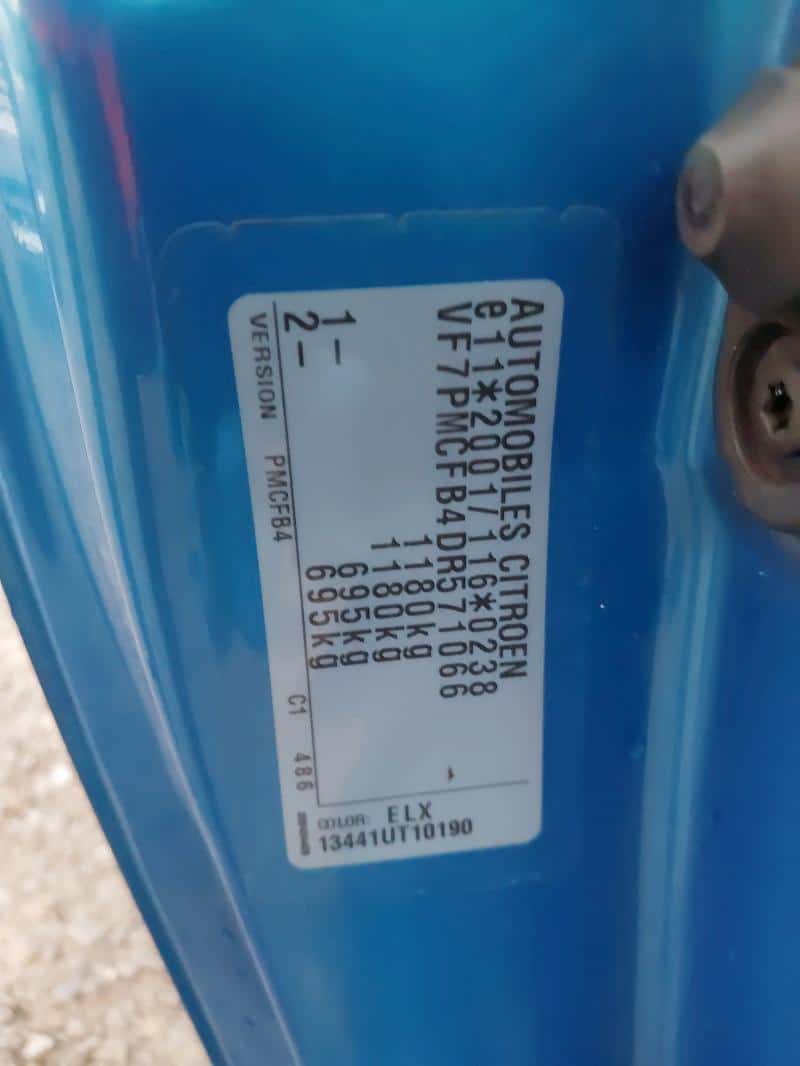 AUTOMOBILES CITROEN
e11*2001/116*0238
VF7PMCFB4DR571066
1180kg
1180kg
1- 695kg
2- 695kg
VERSION PMCFB4 C1 486
COLOR: ELX
13441UT10190